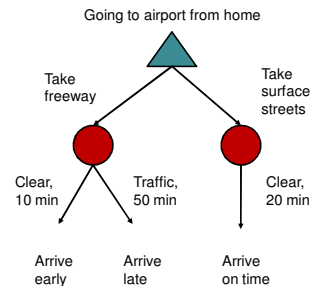 Going to airport from home
Take
freeway
Take
surface
streets
Clear,
10 min
Traffic,
50 min
Clear,
20 min
Arrive
early
Arrive
late
Arrive
on time